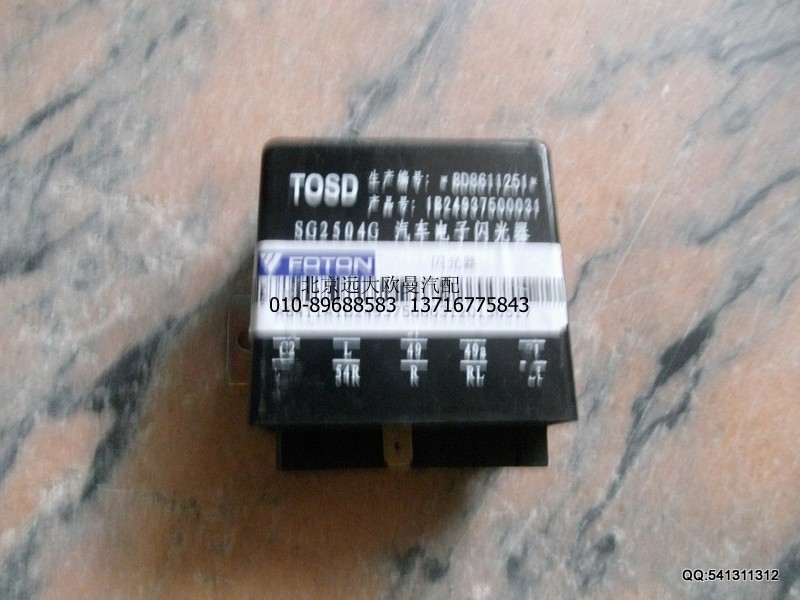 TOSD 生产编号: *BD8611251*
产品号: 1B24937500031
SG2504G 汽车电子闪光器
FOTON 闪光器
北京远大欧曼汽配
010-89688583 13716775843
C2 L 49 49a
54R R RL
QQ:541311312